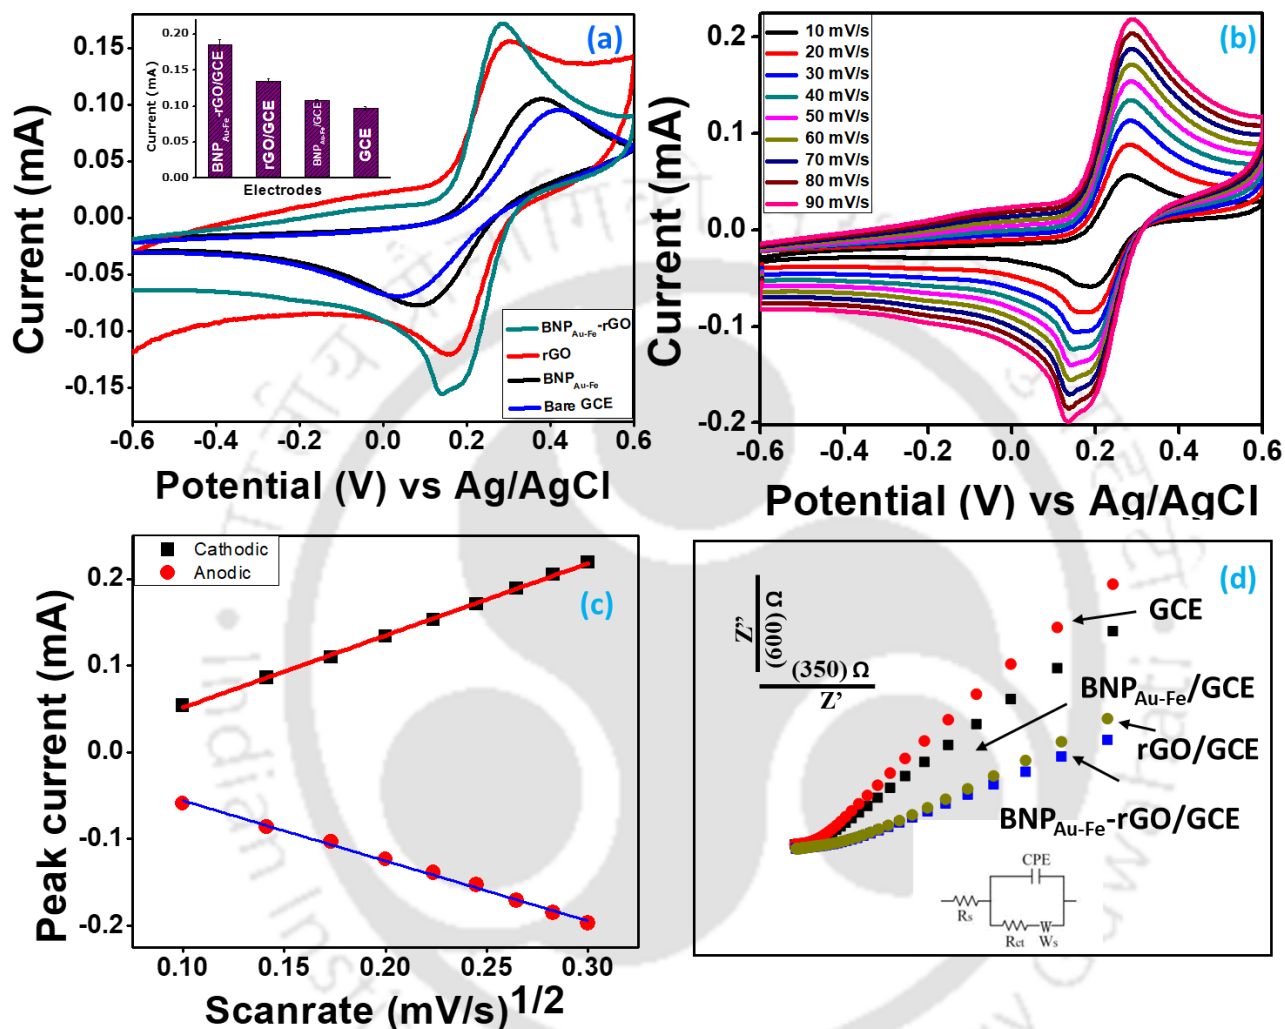 (a)
0.15
0.10
0.05
0.00
-0.05
-0.10
-0.15
Current (mA)
-0.6 -0.4 -0.2 0.0 0.2 0.4 0.6
Potential (V) vs Ag/AgCl
0.20
0.15
0.10
0.05
0.00
Currrent (mA)
BNPAu-Fe-rGO/GCE
rGO/GCE
BNPAu-Fe/GCE
GCE
Electrodes
BNPAu-Fe-rGO
rGO
BNPAu-Fe
Bare GCE
(b)
0.2
0.1
0.0
-0.1
-0.2
Current (mA)
10 mV/s
20 mV/s
30 mV/s
40 mV/s
50 mV/s
60 mV/s
70 mV/s
80 mV/s
90 mV/s
-0.6 -0.4 -0.2 0.0 0.2 0.4 0.6
Potential (V) vs Ag/AgCl
Cathodic
Anodic
(c)
0.2
0.1
0.0
-0.1
-0.2
Peak current (mA)
0.10 0.15 0.20 0.25 0.30
Scanrate (mV/s)1/2
(d)
Z''
(600) Ω
(350) Ω
Z'
GCE
BNPAu-Fe/GCE
rGO/GCE
BNPAu-Fe-rGO/GCE
CPE
Rs
Rct
Ws